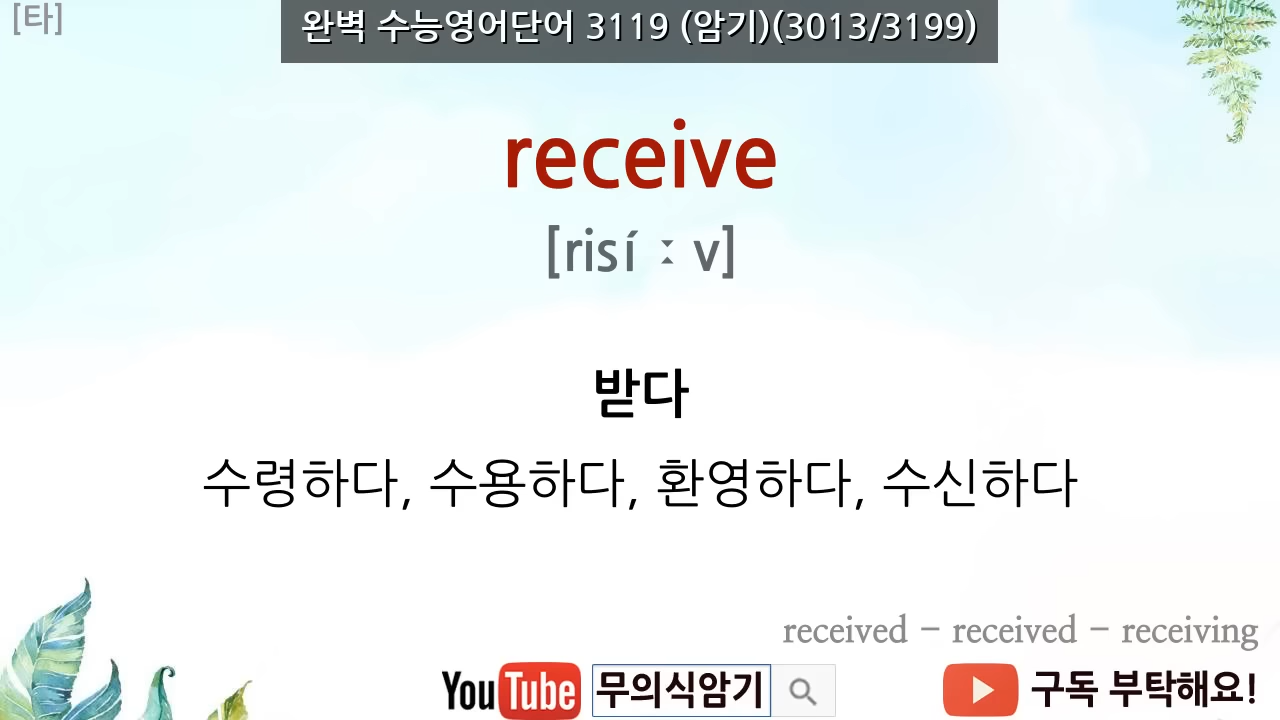 [타]
완벽 수능영어단어 3119 (암기)(3013/3199)
receive
[risíːv]
받다
수령하다, 수용하다, 환영하다, 수신하다
received - received - receiving
YouTube 무의식암기 구독 부탁해요!